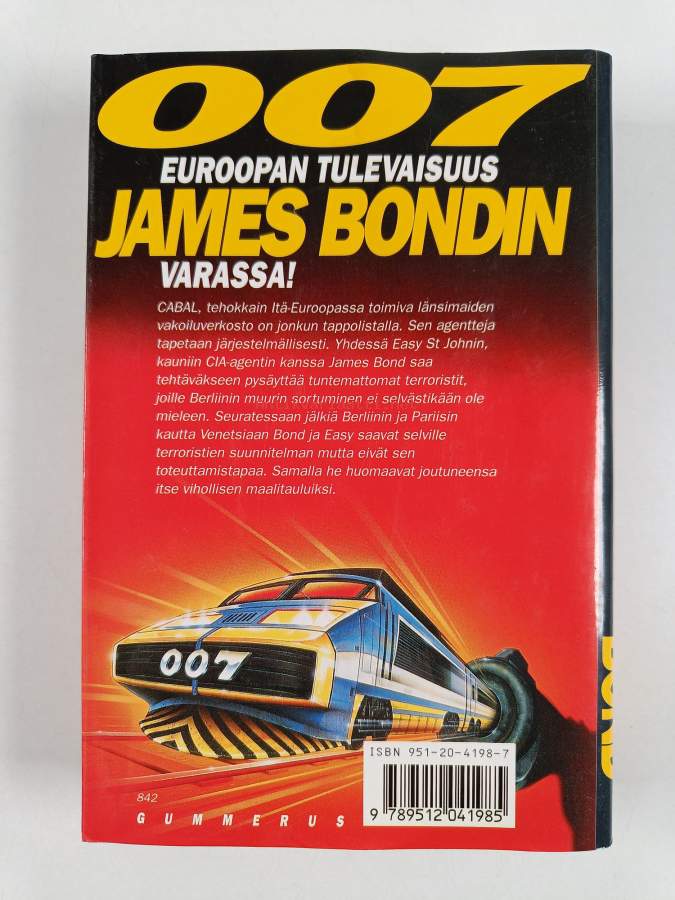 007
EUROOPAN TULEVAISUUS
JAMES BONDIN
VARASSA!
CABAL, tehokkain Itä-Euroopassa toimiva länsimaiden
vakoiluverkosto on jonkun tappolistalla. Sen agentteja
tapetaan järjestelmällisesti. Yhdessä Easy St Johnin,
kauniin CIA-agentin kanssa James Bond saa
tehtäväkseen pysäyttää tuntemattomat terroristit,
joille Berliinin muurin sortuminen ei selvästikään ole
mieleen. Seuratessaan jälkiä Berliinin ja Pariisin
kautta Venetsiaan Bond ja Easy saavat selville
terroristien suunnitelman mutta eivät sen
toteuttamistapaa. Samalla he huomaavat joutuneensa
itse vihollisen maalitauluiksi.
007
BOND
ISBN 951-20-4198-7
9 789512 041985
842
GUMMERUS